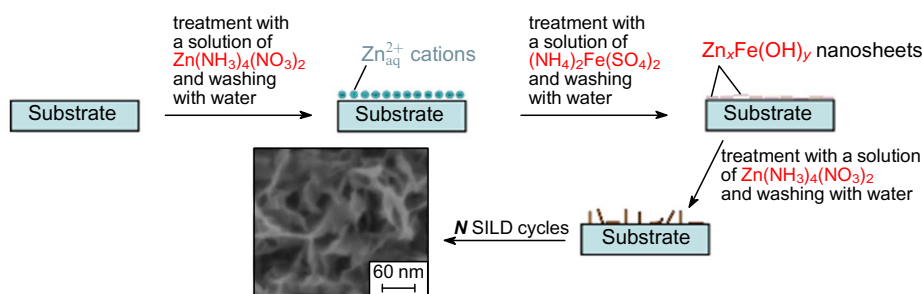 treatment with
a solution of
Zn(NH₃)₄(NO₃)₂
and washing
with water
Substrate
Zn²⁺aq cations
Substrate
treatment with
a solution of
(NH₄)₂Fe(SO₄)₂
and washing
with water
ZnₓFe(OH)ᵧ nanosheets
Substrate
treatment with a solution
of Zn(NH₃)₄(NO₃)₂
and washing with water
Substrate
N SILD cycles
60 nm